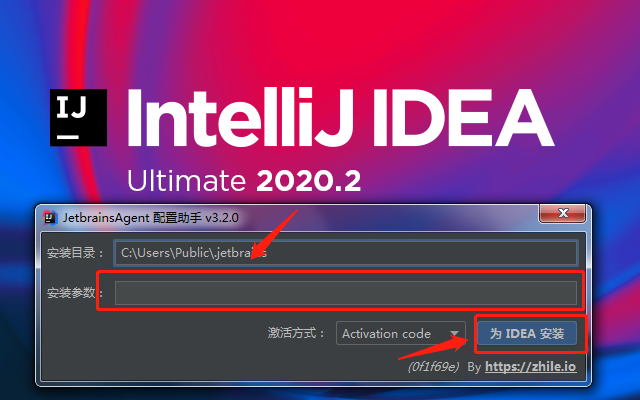 IJ
IntelliJ IDEA
Ultimate 2020.2
JetbrainsAgent 配置助手 v3.2.0
安装目录： C:\Users\Public\.jetbrains
安装参数：
激活方式： Activation code 为 IDEA 安装
(0f1f69e) By https://zhile.io